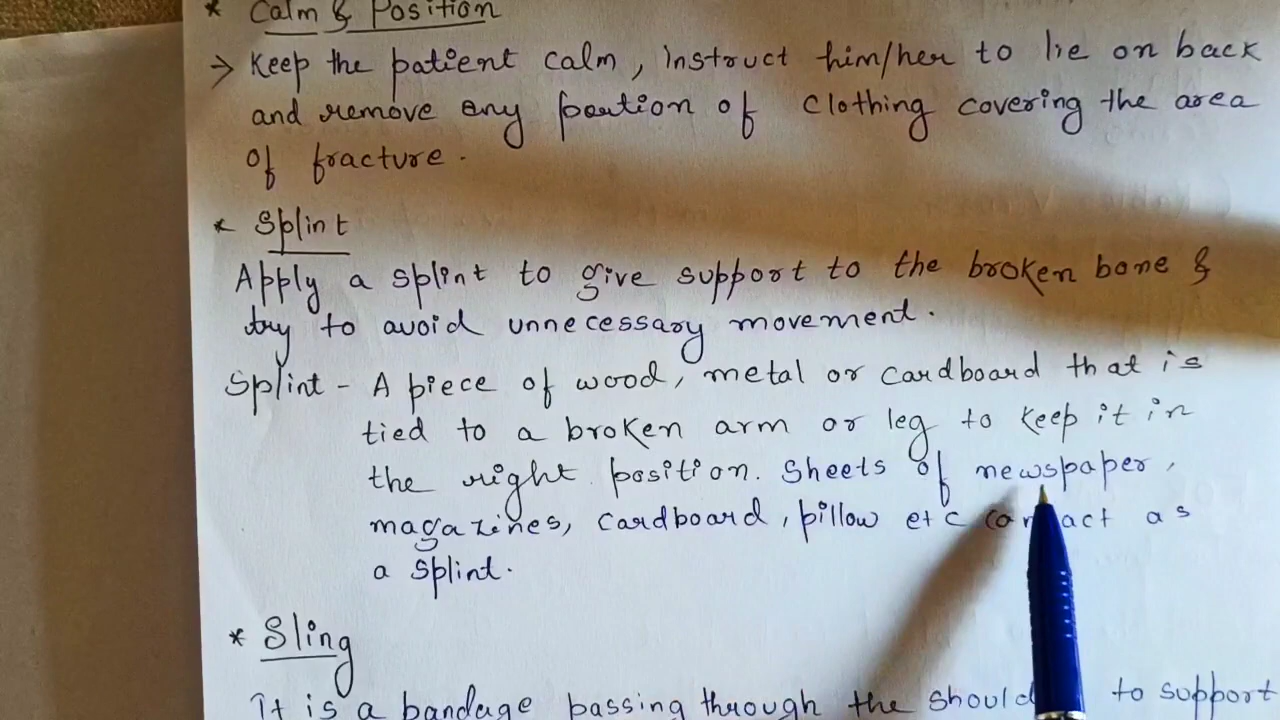 * Calm & Position
→ Keep the patient calm, instruct him/her to lie on back
and remove any portion of clothing covering the area
of fracture.
* Splint
Apply a splint to give support to the broken bone &
try to avoid unnecessary movement.
Splint - A piece of wood, metal or cardboard that is
tied to a broken arm or leg to keep it in
the right position. Sheets of newspaper,
magazines, cardboard, pillow etc can act as
a splint.
* Sling
It is a bandage passing through the should to support